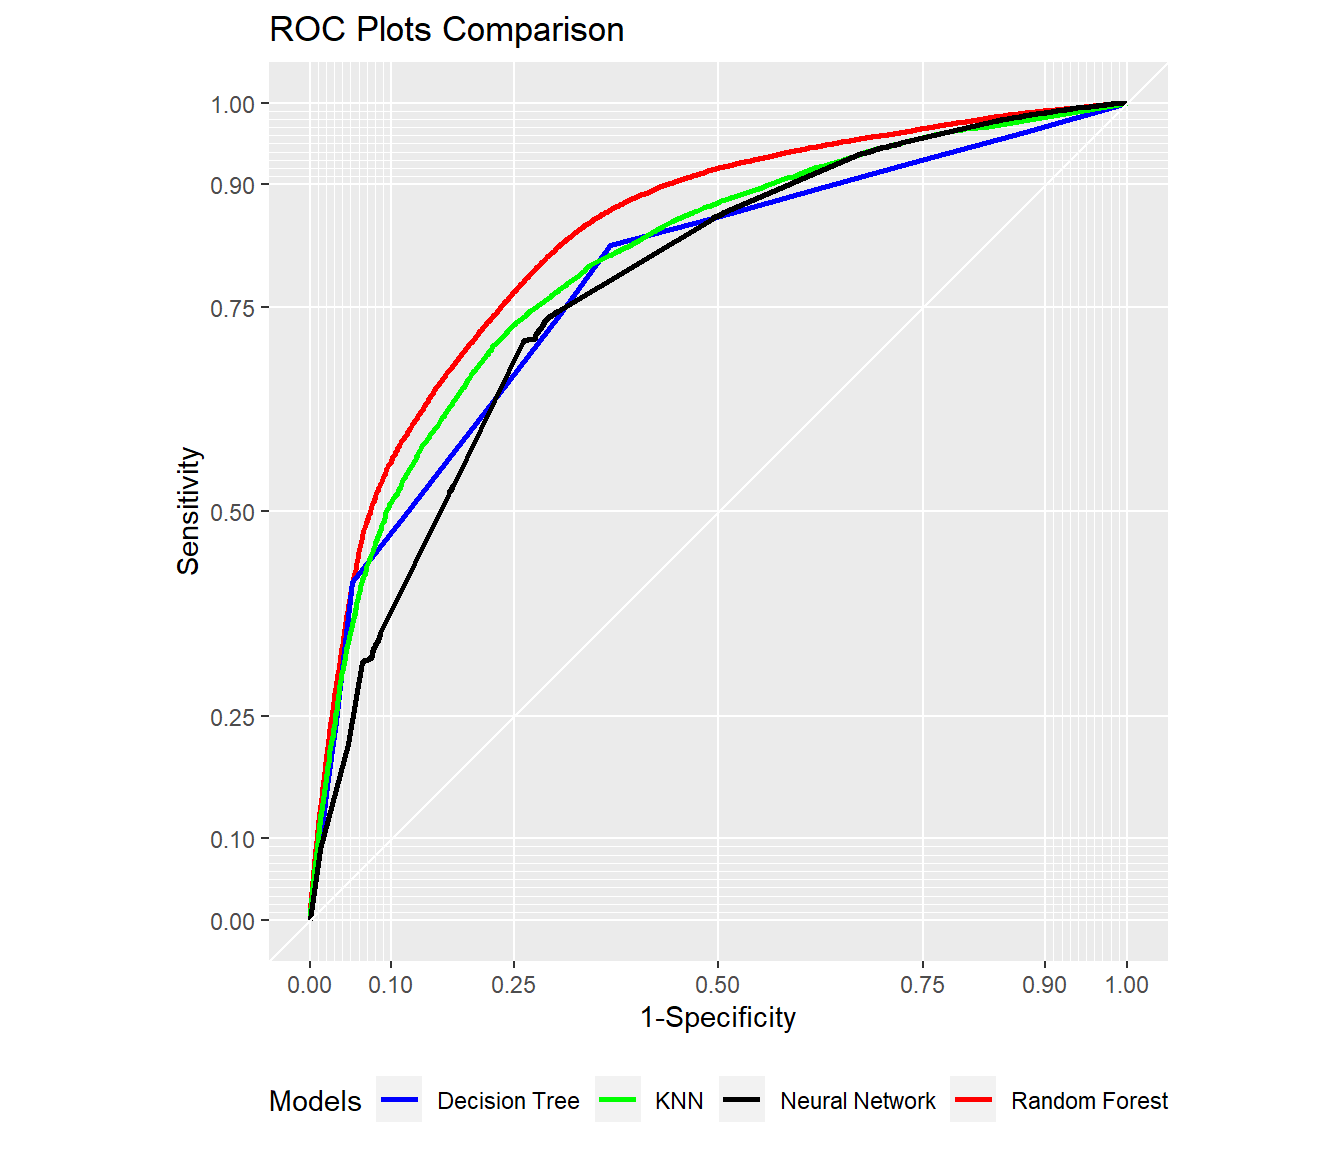 ROC Plots Comparison
1.00
0.90
0.75
0.50
0.25
0.10
0.00
Sensitivity
0.00 0.10 0.25 0.50 0.75 0.90 1.00
1-Specificity
Models Decision Tree KNN Neural Network Random Forest